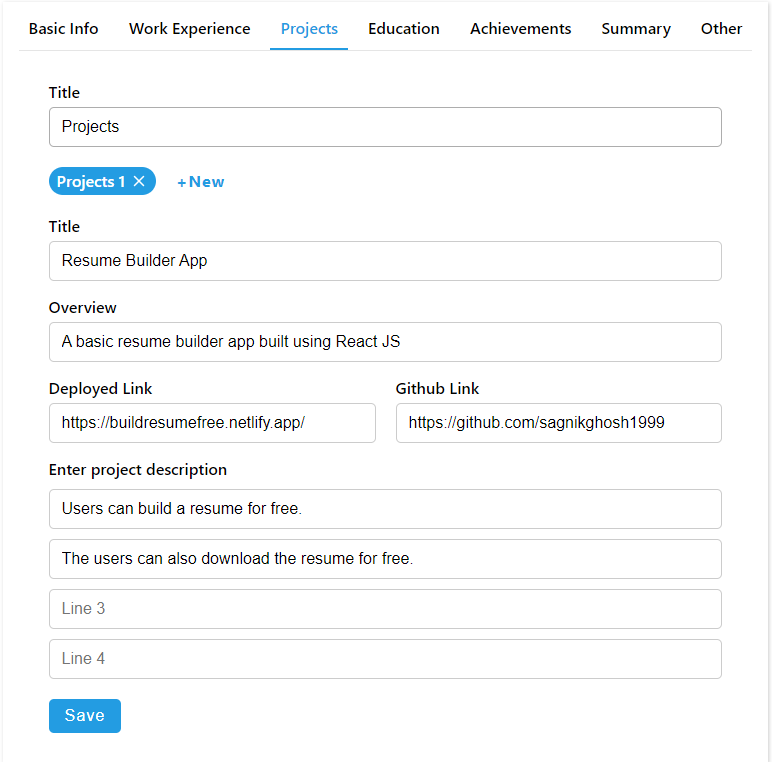 Basic Info Work Experience Projects Education Achievements Summary Other
Title
Projects
Projects 1 × +New
Title
Resume Builder App
Overview
A basic resume builder app built using React JS
Deployed Link Github Link
https://buildresumefree.netlify.app/ https://github.com/sagnikghosh1999
Enter project description
Users can build a resume for free.
The users can also download the resume for free.
Line 3
Line 4
Save